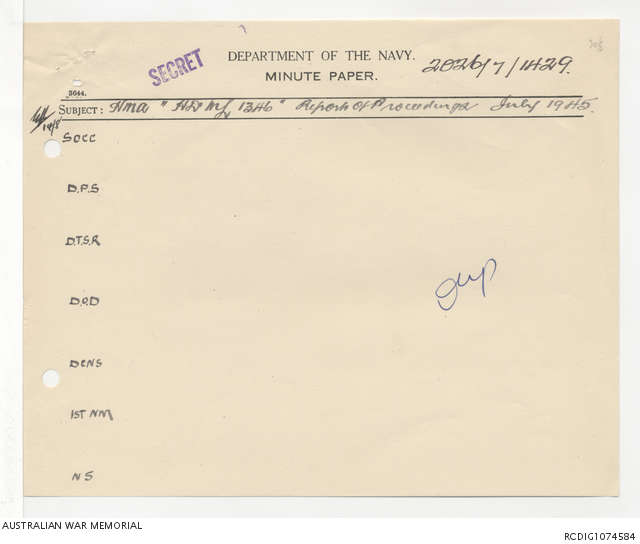 SECRET
DEPARTMENT OF THE NAVY.
MINUTE PAPER.
2026/7/1429.
3644.
SUBJECT: HMA "HDML 1346" Report of Proceedings July 1945.
SOCC
D.P.S
D.T.S.R
D.O.D
DCNS
1ST NM
NS
AUSTRALIAN WAR MEMORIAL
RCDIG1074584